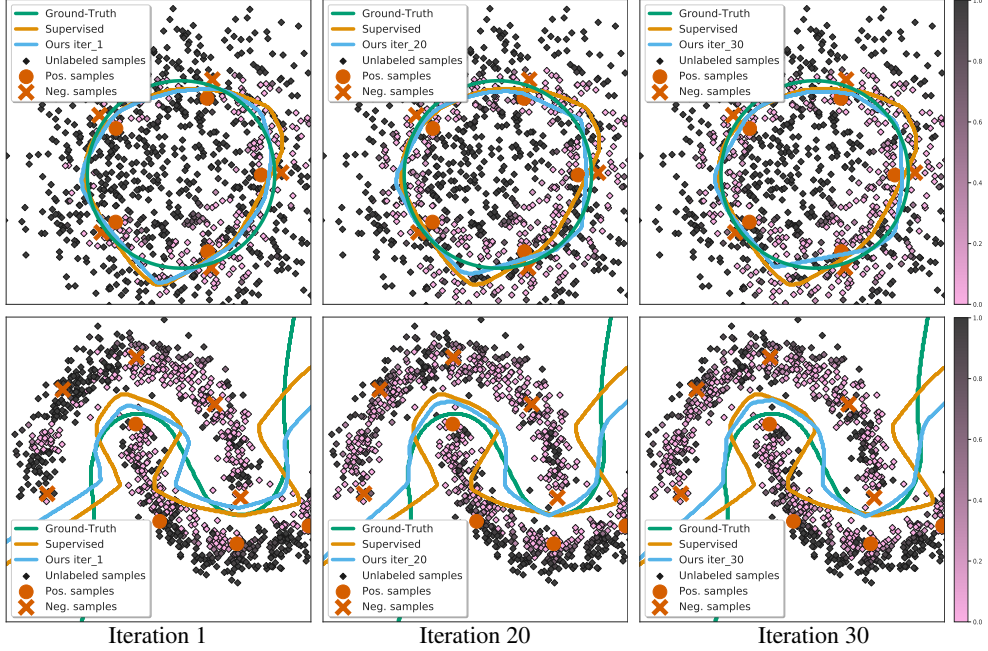 Ground-Truth
Supervised
Ours iter_1
Unlabeled samples
Pos. samples
Neg. samples
Ground-Truth
Supervised
Ours iter_20
Unlabeled samples
Pos. samples
Neg. samples
Ground-Truth
Supervised
Ours iter_30
Unlabeled samples
Pos. samples
Neg. samples
1.0
0.8
0.6
0.4
0.2
0.0
Ground-Truth
Supervised
Ours iter_1
Unlabeled samples
Pos. samples
Neg. samples
Ground-Truth
Supervised
Ours iter_20
Unlabeled samples
Pos. samples
Neg. samples
Ground-Truth
Supervised
Ours iter_30
Unlabeled samples
Pos. samples
Neg. samples
1.0
0.8
0.6
0.4
0.2
0.0
Iteration 1
Iteration 20
Iteration 30